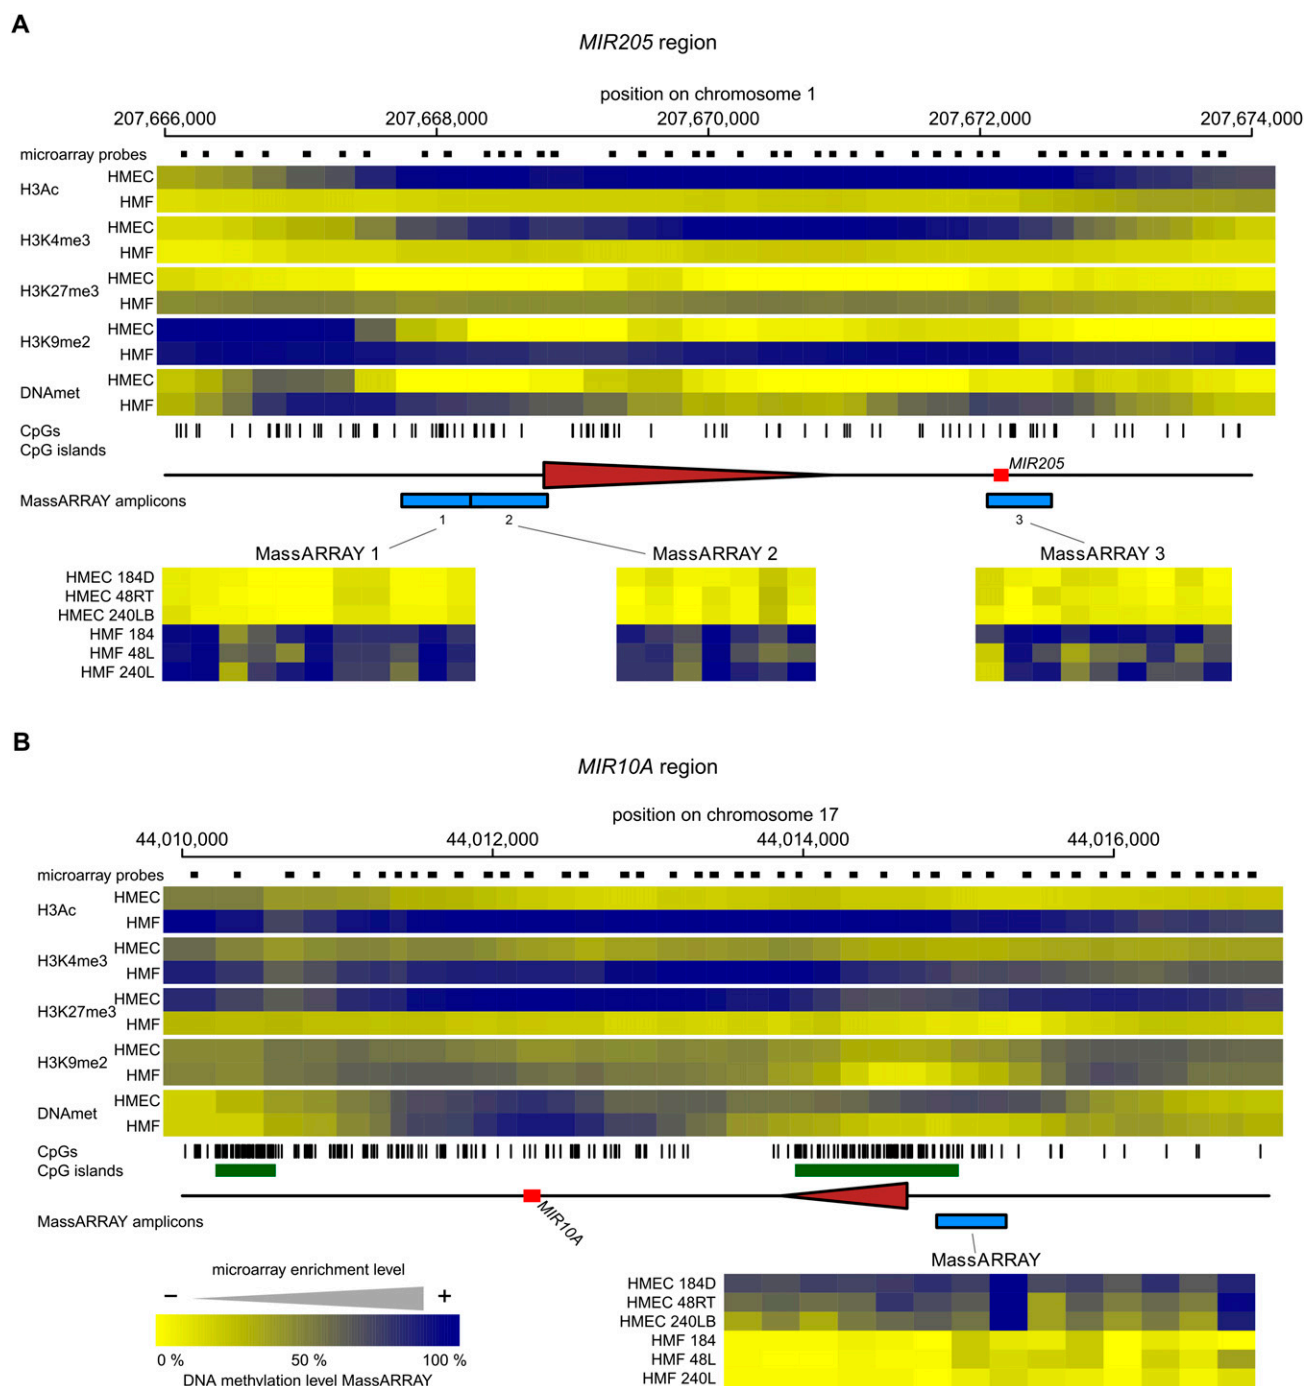 A
MIR205 region
position on chromosome 1
207,666,000 207,668,000 207,670,000 207,672,000 207,674,000
microarray probes
H3Ac HMEC
HMF
H3K4me3 HMEC
HMF
H3K27me3 HMEC
HMF
H3K9me2 HMEC
HMF
DNAmet HMEC
HMF
CpGs
CpG islands
MIR205
MassARRAY amplicons
1 2 3
MassARRAY 1 MassARRAY 2 MassARRAY 3
HMEC 184D
HMEC 48RT
HMEC 240LB
HMF 184
HMF 48L
HMF 240L
B
MIR10A region
position on chromosome 17
44,010,000 44,012,000 44,014,000 44,016,000
microarray probes
H3Ac HMEC
HMF
H3K4me3 HMEC
HMF
H3K27me3 HMEC
HMF
H3K9me2 HMEC
HMF
DNAmet HMEC
HMF
CpGs
CpG islands
MIR10A
MassARRAY amplicons
MassARRAY
microarray enrichment level
− +
0 % 50 % 100 %
DNA methylation level MassARRAY
HMEC 184D
HMEC 48RT
HMEC 240LB
HMF 184
HMF 48L
HMF 240L